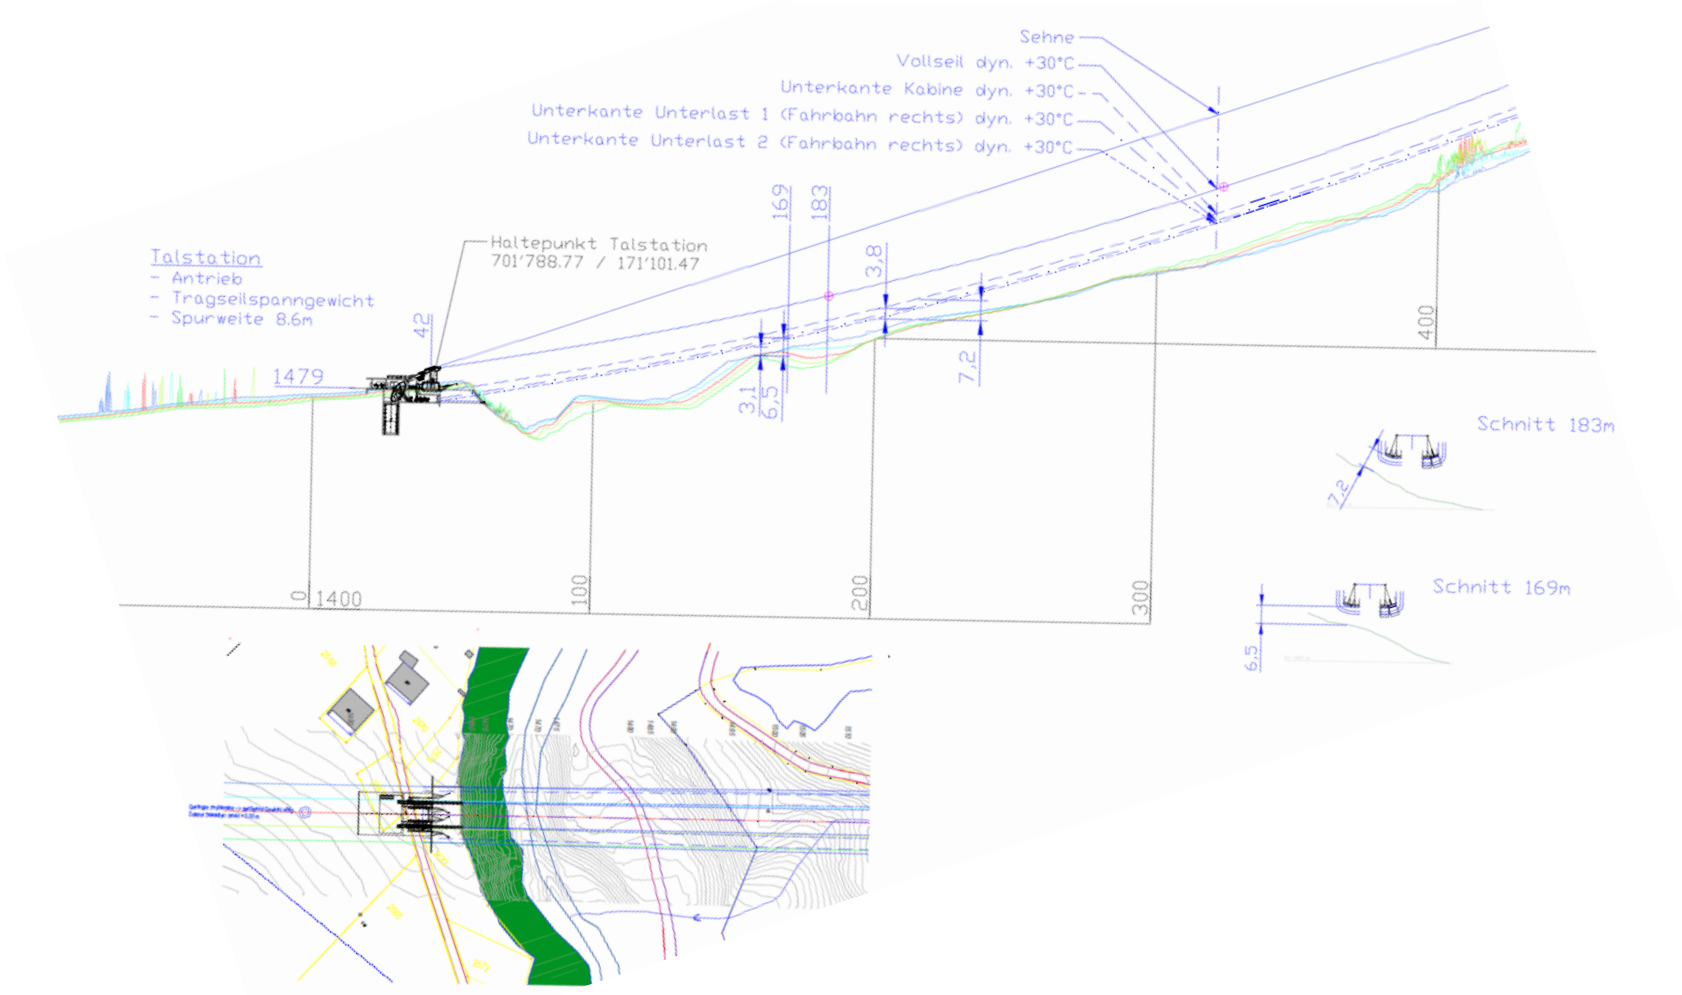 Sehne
Vollseil dyn. +30°C
Unterkante Kabine dyn. +30°C
Unterkante Unterlast 1 (Fahrbahn rechts) dyn. +30°C
Unterkante Unterlast 2 (Fahrbahn rechts) dyn. +30°C
169
183
3,8
Haltepunkt Talstation
701'788.77 / 171'101.47
Talstation
- Antrieb
- Tragseilspanngewicht
- Spurweite 8.6m
42
1479
3,1
6,5
7,2
400
Schnitt 183m
7,2
Schnitt 169m
6,5
0
1400
100
200
300